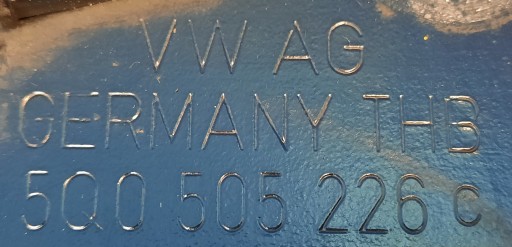 VW AG
GERMANY THB
5Q0 505 226 C